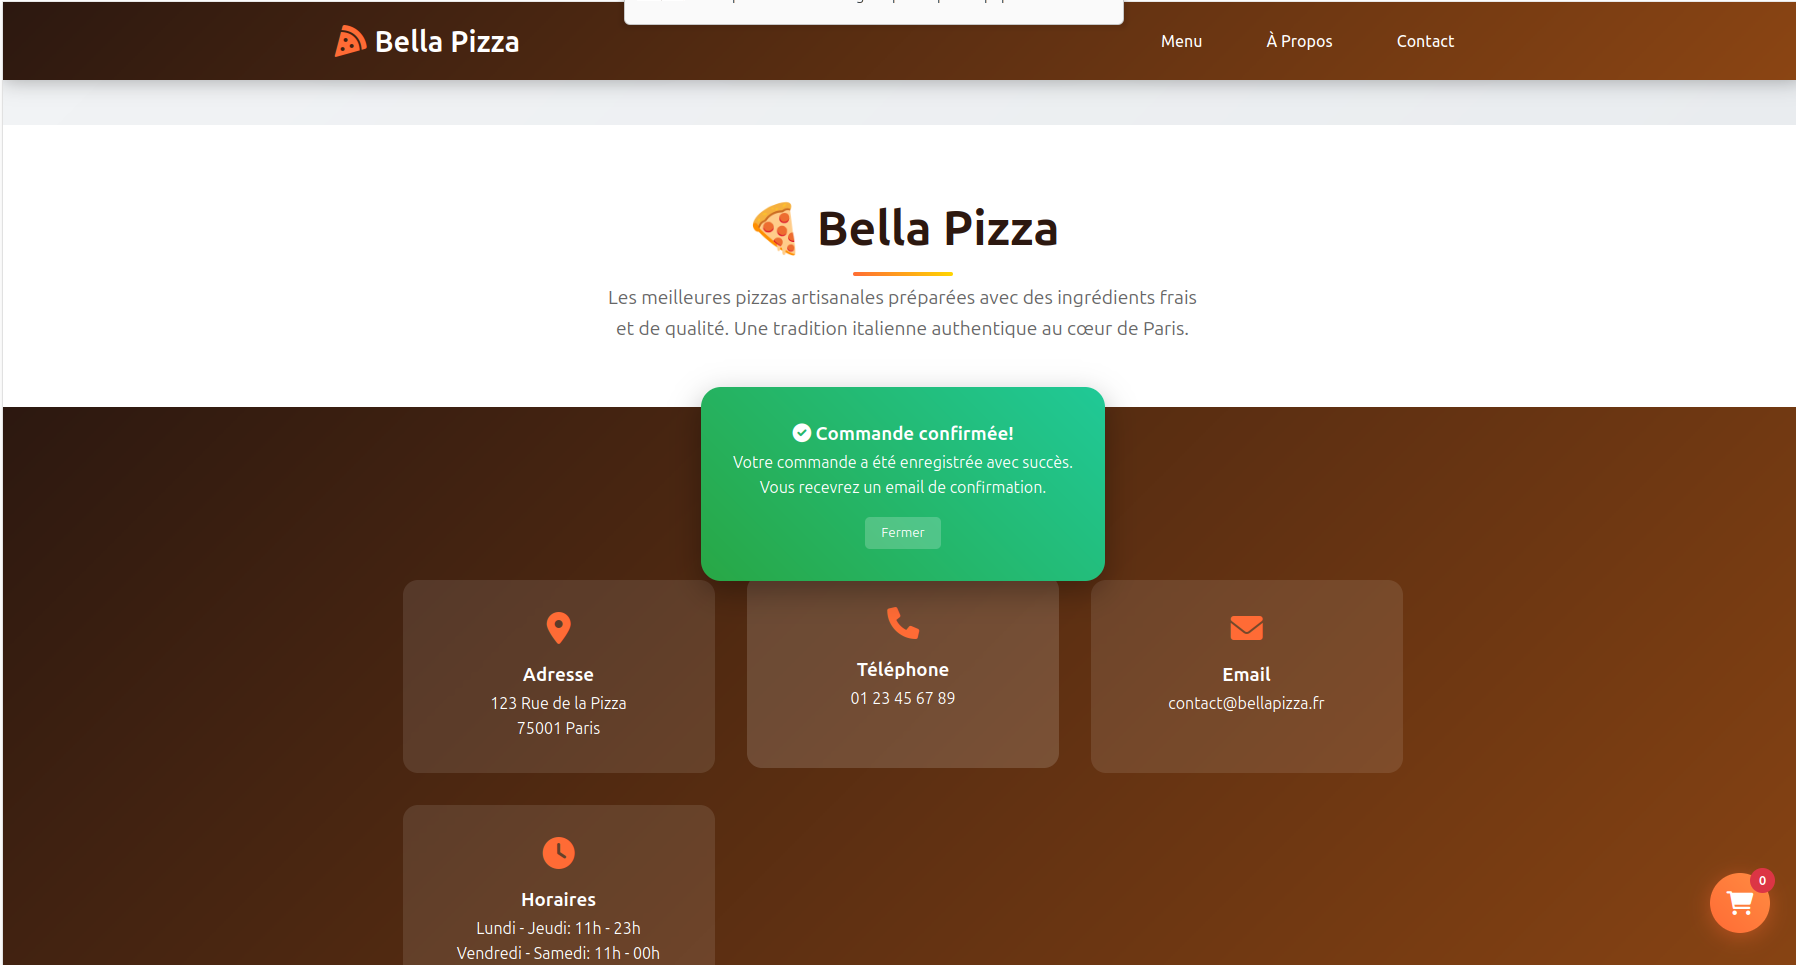 Bella Pizza
Menu
À Propos
Contact
Bella Pizza
Les meilleures pizzas artisanales préparées avec des ingrédients frais
et de qualité. Une tradition italienne authentique au cœur de Paris.
Commande confirmée!
Votre commande a été enregistrée avec succès.
Vous recevrez un email de confirmation.
Fermer
Adresse
123 Rue de la Pizza
75001 Paris
Téléphone
01 23 45 67 89
Email
contact@bellapizza.fr
Horaires
Lundi - Jeudi: 11h - 23h
Vendredi - Samedi: 11h - 00h
0